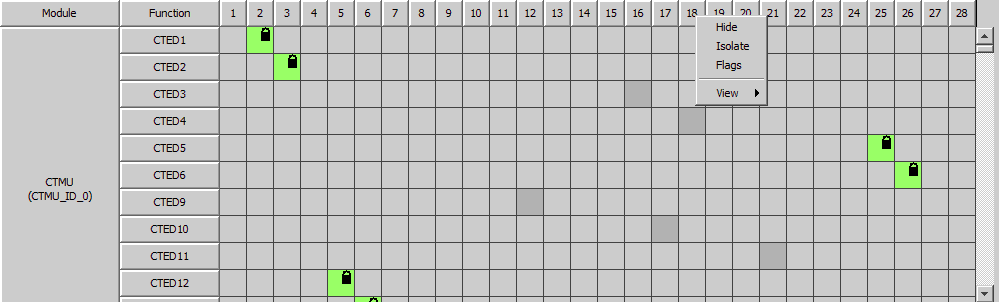 Module Function 1 2 3 4 5 6 7 8 9 10 11 12 13 14 15 16 17 18 19 20 21 22 23 24 25 26 27 28
Hide
Isolate
Flags
View
CTED1
CTED2
CTED3
CTED4
CTED5
CTMU
(CTMU_ID_0)
CTED6
CTED9
CTED10
CTED11
CTED12